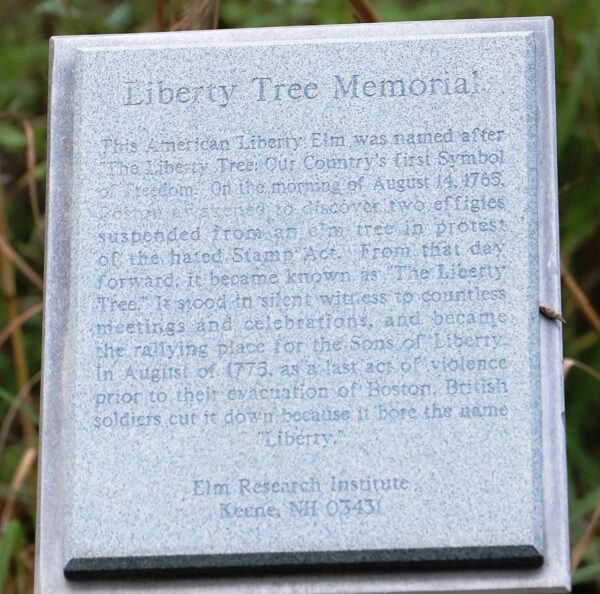 Liberty Tree Memorial
This American Liberty Elm was named after
"The Liberty Tree: Our Country's first Symbol
of Freedom." On the morning of August 14, 1765,
Boston awakened to discover two effigies
suspended from an elm tree in protest
of the hated Stamp Act. From that day
forward, it became known as "The Liberty
Tree." It stood in silent witness to countless
meetings and celebrations, and became
the rallying place for the Sons of Liberty.
In August of 1775, as a last act of violence
prior to their evacuation of Boston, British
soldiers cut it down because it bore the name
"Liberty."
Elm Research Institute
Keene, NH 03431